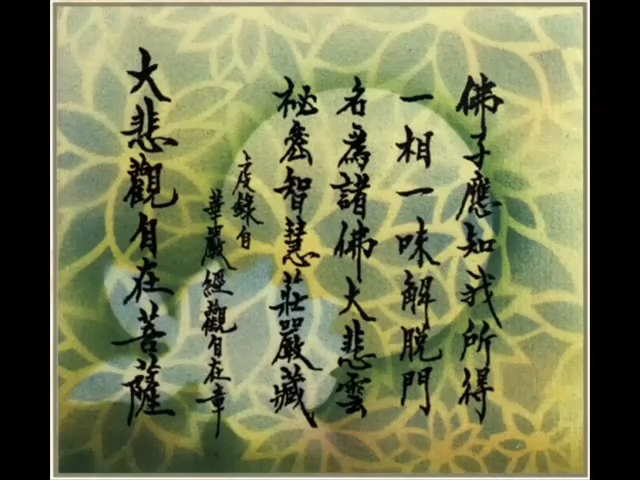 佛子應知我所得
一相一味解脫門
名為諸佛大悲雲
祕密智慧莊嚴藏
上度錄自
華嚴經觀自在章
大悲觀自在菩薩